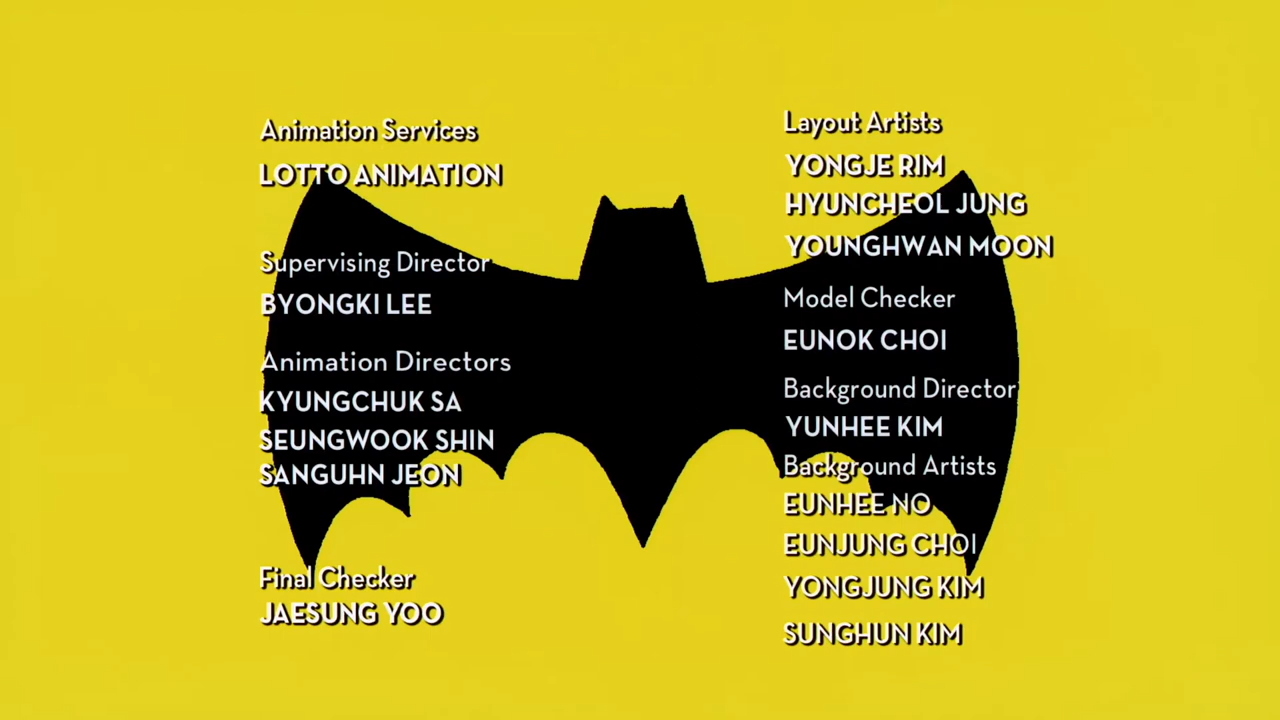 Animation Services
LOTTO ANIMATION
Supervising Director
BYONGKI LEE
Animation Directors
KYUNGCHUK SA
SEUNGWOOK SHIN
SANGUHN JEON
Final Checker
JAESUNG YOO
Layout Artists
YONGJE RIM
HYUNCHEOL JUNG
YOUNGHWAN MOON
Model Checker
EUNOK CHOI
Background Director
YUNHEE KIM
Background Artists
EUNHEE NO
EUNJUNG CHOI
YONGJUNG KIM
SUNGHUN KIM